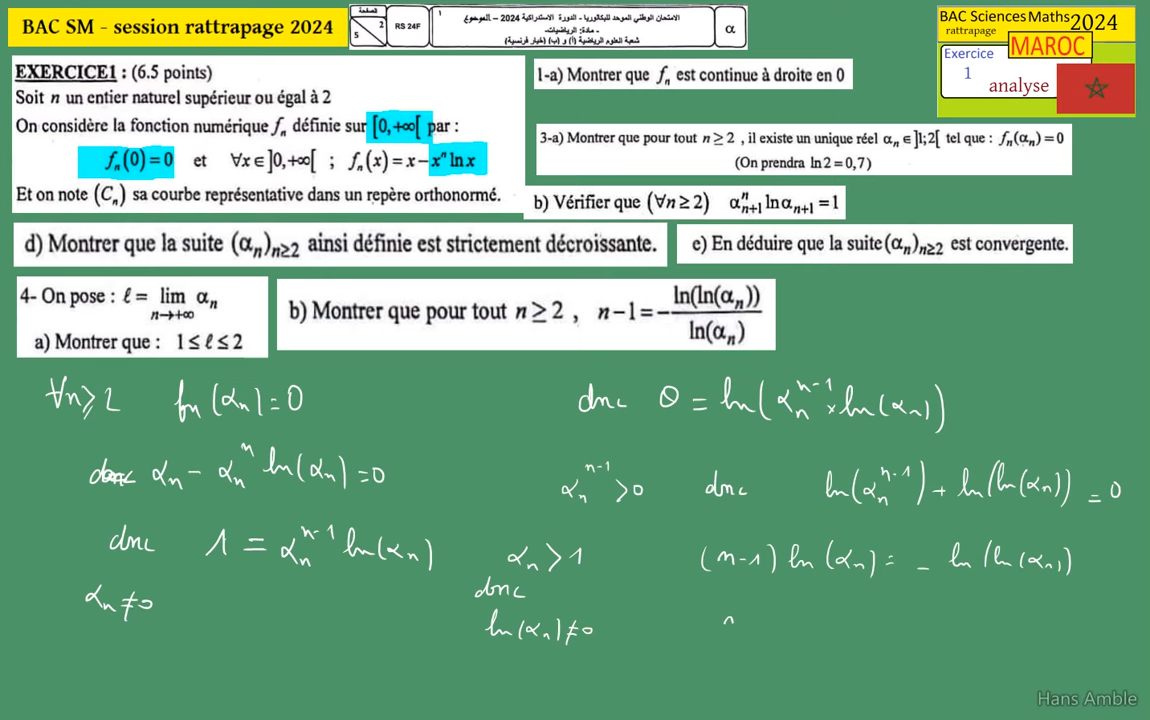 BAC SM - session rattrapage 2024
الصفحة
2
5
RS 24F
1
الامتحان الوطني الموحد للبكالوريا - الدورة الاستدراكية 2024 – الموضوع
- مادة: الرياضيات-
شعبة العلوم الرياضية (أ) و (ب) (خيار فرنسية)
α
BAC Sciences Maths 2024
rattrapage
MAROC
Exercice
1
analyse
EXERCICE1 : (6.5 points)
Soit n un entier naturel supérieur ou égal à 2
On considère la fonction numérique fₙ définie sur [0,+∞[ par :
fₙ(0)=0 et ∀x∈]0,+∞[ ; fₙ(x)=x−xⁿ ln x
Et on note (Cₙ) sa courbe représentative dans un repère orthonormé.
1-a) Montrer que fₙ est continue à droite en 0
3-a) Montrer que pour tout n≥2 , il existe un unique réel αₙ∈]1;2[ tel que : fₙ(αₙ)=0
(On prendra ln2=0,7)
b) Vérifier que (∀n≥2) αⁿₙ₊₁ ln αₙ₊₁ =1
d) Montrer que la suite (αₙ)ₙ≥₂ ainsi définie est strictement décroissante.
e) En déduire que la suite (αₙ)ₙ≥₂ est convergente.
4- On pose : ℓ = lim αₙ
n→+∞
a) Montrer que : 1≤ℓ≤2
b) Montrer que pour tout n≥2 , n−1=−ln(ln(αₙ))/ln(αₙ)
∀n≥2 fn(αn)=0
donc αn − αnⁿ ln(αn)=0
dnc 1 = αnⁿ⁻¹ ln(αn)
αn≠0
dnc 0 = ln(αnⁿ⁻¹ × ln(αn))
αnⁿ⁻¹ >0 dnc ln(αnⁿ⁻¹) + ln(ln(αn)) = 0
αn >1 (n−1) ln(αn) = − ln(ln(αn))
donc
ln(αn)≠0
Hans Amble